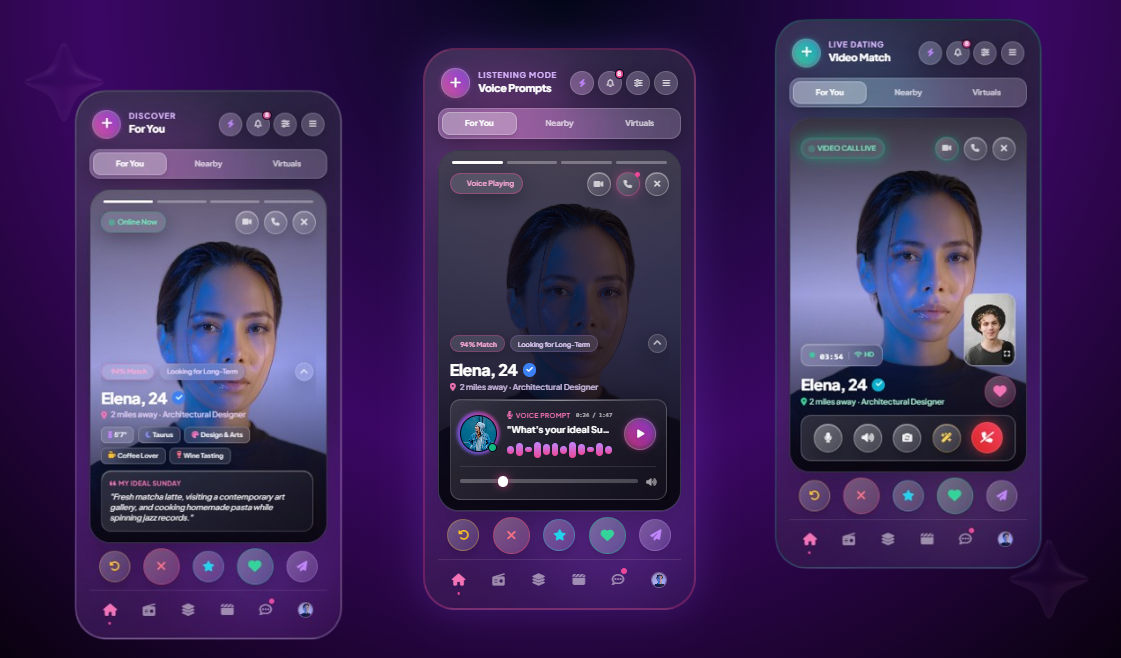 DISCOVER
For You
8
For You
Nearby
Virtuals
Online Now
94% Match
Looking for Long-Term
Elena, 24
2 miles away · Architectural Designer
5'7"
Taurus
Design & Arts
Coffee Lover
Wine Tasting
MY IDEAL SUNDAY
"Fresh matcha latte, visiting a contemporary art
gallery, and cooking homemade pasta while
spinning jazz records."
LISTENING MODE
Voice Prompts
8
For You
Nearby
Virtuals
Voice Playing
94% Match
Looking for Long-Term
Elena, 24
2 miles away · Architectural Designer
VOICE PROMPT 0:24 / 1:47
"What's your ideal Su...
LIVE DATING
Video Match
8
For You
Nearby
Virtuals
VIDEO CALL LIVE
03:54
HD
Elena, 24
2 miles away · Architectural Designer